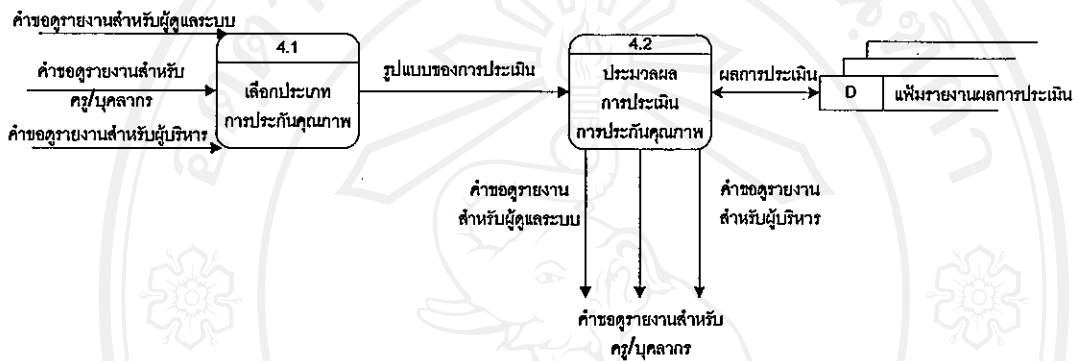 คำขอดูรายงานสำหรับผู้ดูแลระบบ
4.1
เลือกประเภท
การประกันคุณภาพ
คำขอดูรายงานสำหรับ
ครู/บุคลากร
คำขอดูรายงานสำหรับผู้บริหาร
รูปแบบของการประเมิน
4.2
ประมวลผล
การประเมิน
การประกันคุณภาพ
ผลการประเมิน
D
แฟ้มรายงานผลการประเมิน
คำขอดูรายงาน
สำหรับผู้ดูแลระบบ
คำขอดูรายงาน
สำหรับผู้บริหาร
คำขอดูรายงานสำหรับ
ครู/บุคลากร